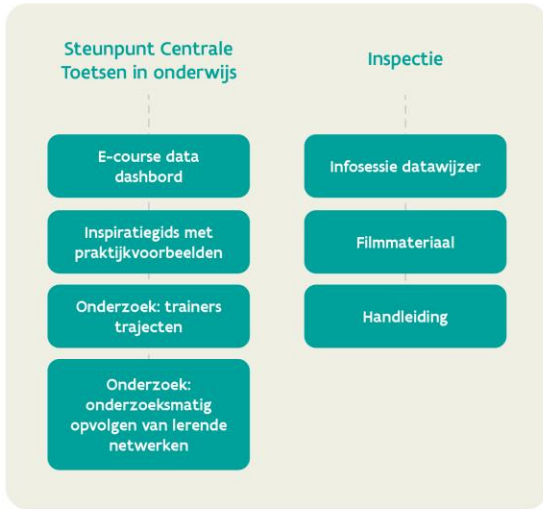 Steunpunt Centrale
Toetsen in onderwijs
E-course data
dashbord
Inspiratiegids met
praktijkvoorbeelden
Onderzoek: trainers
trajecten
Onderzoek:
onderzoeksmatig
opvolgen van lerende
netwerken
Inspectie
Infosessie datawijzer
Filmmateriaal
Handleiding